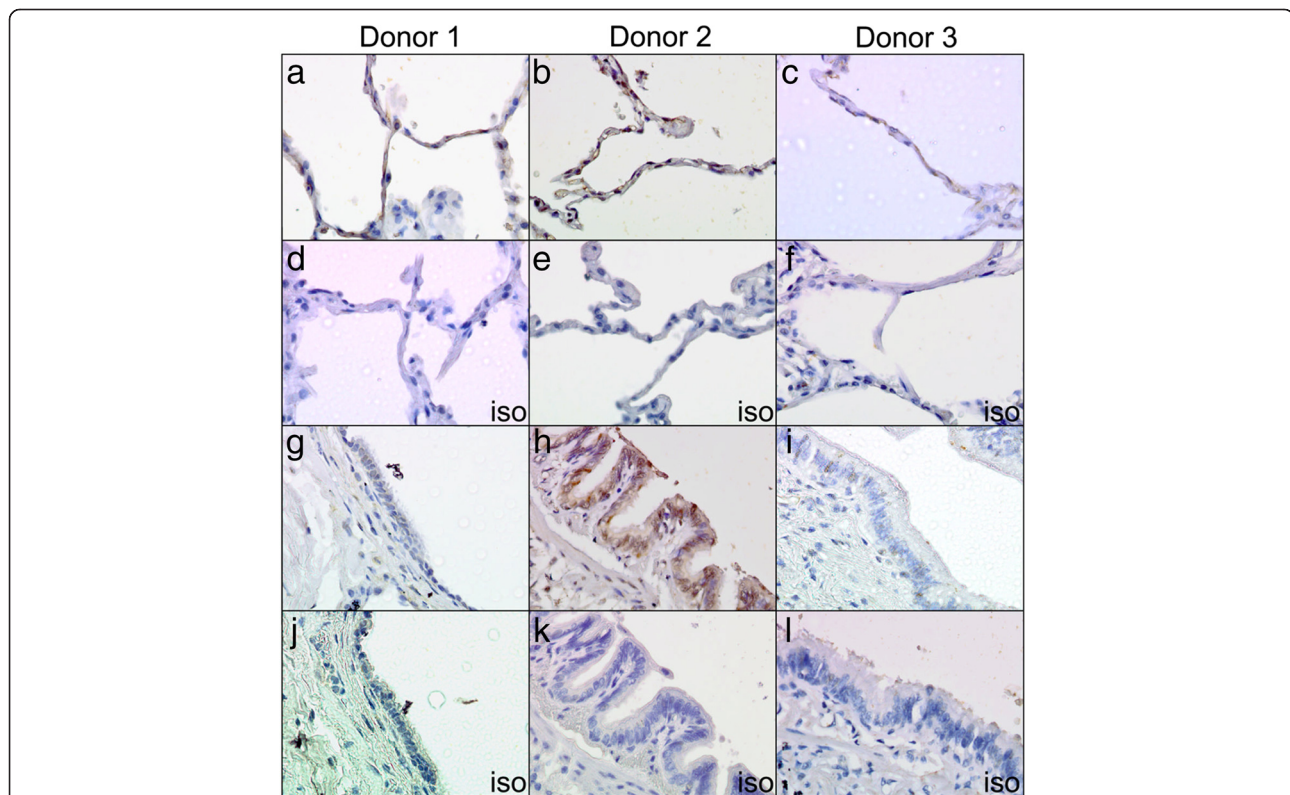 Donor 1 Donor 2 Donor 3
a b c
d e f
iso iso iso
g h i
j k l
iso iso iso